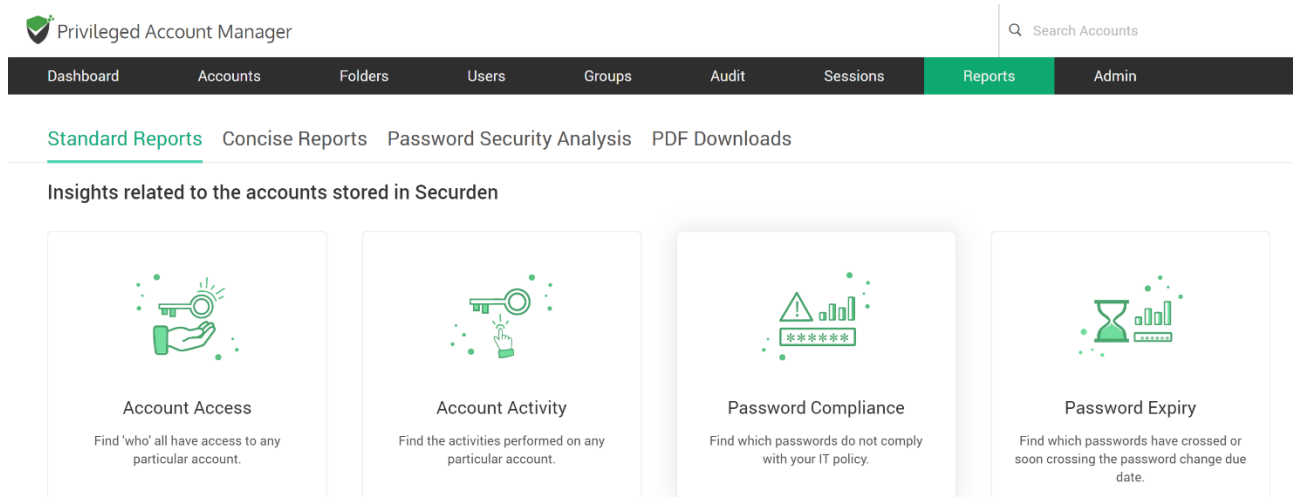 Privileged Account Manager
Search Accounts
Dashboard Accounts Folders Users Groups Audit Sessions Reports Admin
Standard Reports Concise Reports Password Security Analysis PDF Downloads
Insights related to the accounts stored in Securden
******
Account Access
Find 'who' all have access to any
particular account.
Account Activity
Find the activities performed on any
particular account.
Password Compliance
Find which passwords do not comply
with your IT policy.
Password Expiry
Find which passwords have crossed or
soon crossing the password change due
date.